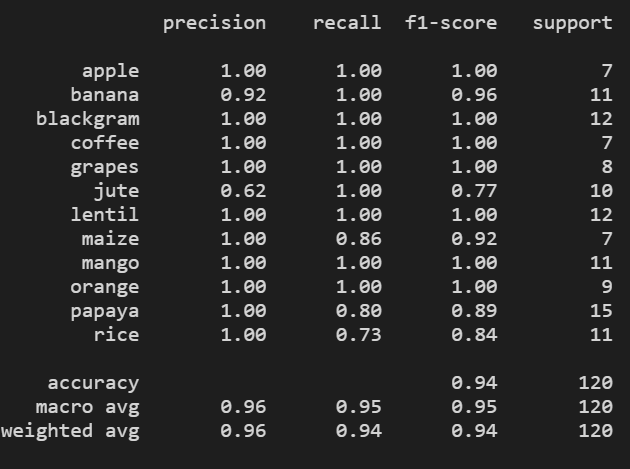 precision recall f1-score support
apple 1.00 1.00 1.00 7
banana 0.92 1.00 0.96 11
blackgram 1.00 1.00 1.00 12
coffee 1.00 1.00 1.00 7
grapes 1.00 1.00 1.00 8
jute 0.62 1.00 0.77 10
lentil 1.00 1.00 1.00 12
maize 1.00 0.86 0.92 7
mango 1.00 1.00 1.00 11
orange 1.00 1.00 1.00 9
papaya 1.00 0.80 0.89 15
rice 1.00 0.73 0.84 11
accuracy 0.94 120
macro avg 0.96 0.95 0.95 120
weighted avg 0.96 0.94 0.94 120